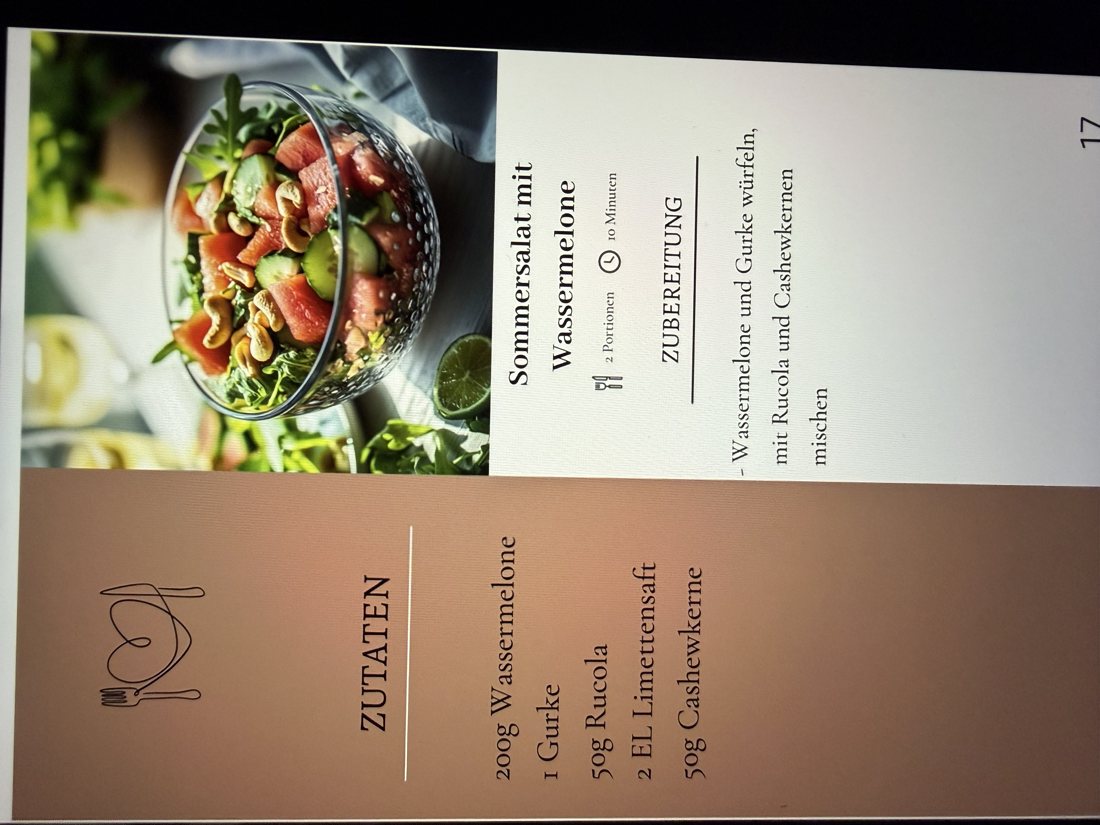 ZUTATEN
200g Wassermelone
1 Gurke
50g Rucola
2 EL Limettensaft
50g Cashewkerne
Sommersalat mit
Wassermelone
2 Portionen 10 Minuten
ZUBEREITUNG
- Wassermelone und Gurke würfeln,
mit Rucola und Cashewkernen
mischen
17